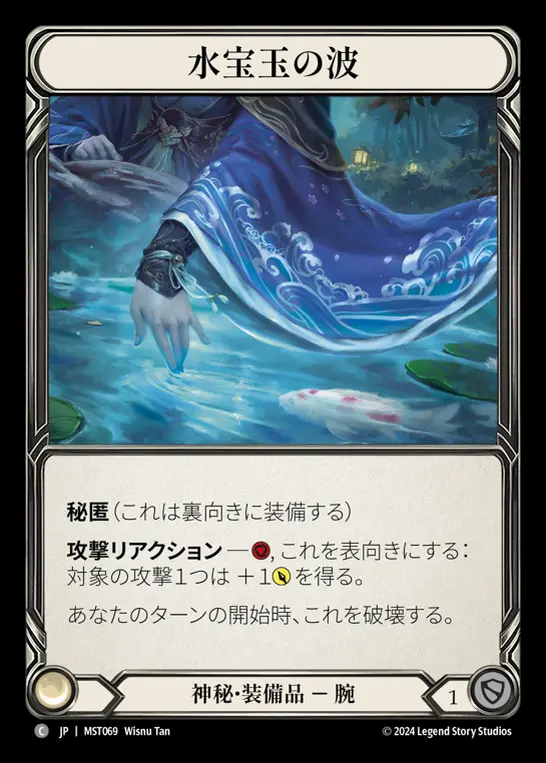 水宝玉の波
秘匿（これは裏向きに装備する）
攻撃リアクション ─ , これを表向きにする：
対象の攻撃1つは ＋1 を得る。
あなたのターンの開始時、これを破壊する。
神秘・装備品 － 腕
1
C JP | MST069 Wisnu Tan
© 2024 Legend Story Studios